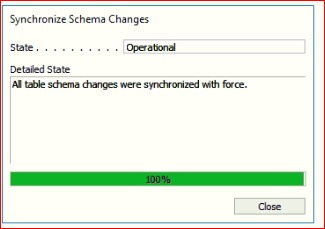 Synchronize Schema Changes
State . . . . . . . . . . Operational
Detailed State
All table schema changes were synchronized with force.
100%
Close